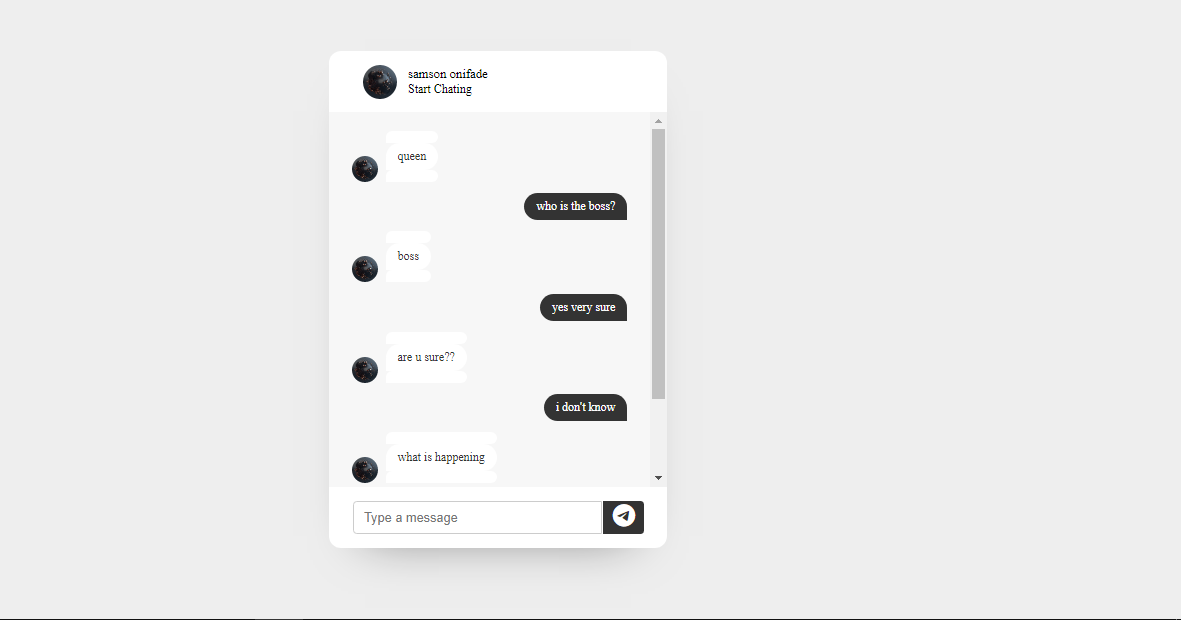 samson onifade
Start Chating
queen
who is the boss?
boss
yes very sure
are u sure??
i don't know
what is happening
Type a message